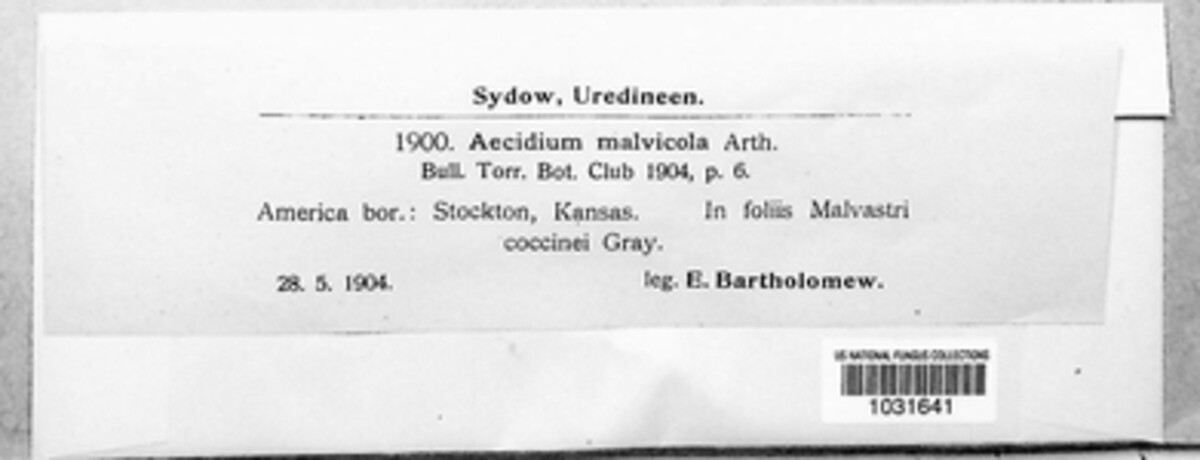 Sydow, Uredineen.
1900. Aecidium malvicola Arth.
Bull. Torr. Bot. Club 1904, p. 6.
America bor.: Stockton, Kansas. In foliis Malvastri
coccinei Gray.
28. 5. 1904. leg. E. Bartholomew.
US NATIONAL FUNGUS COLLECTIONS
1031641